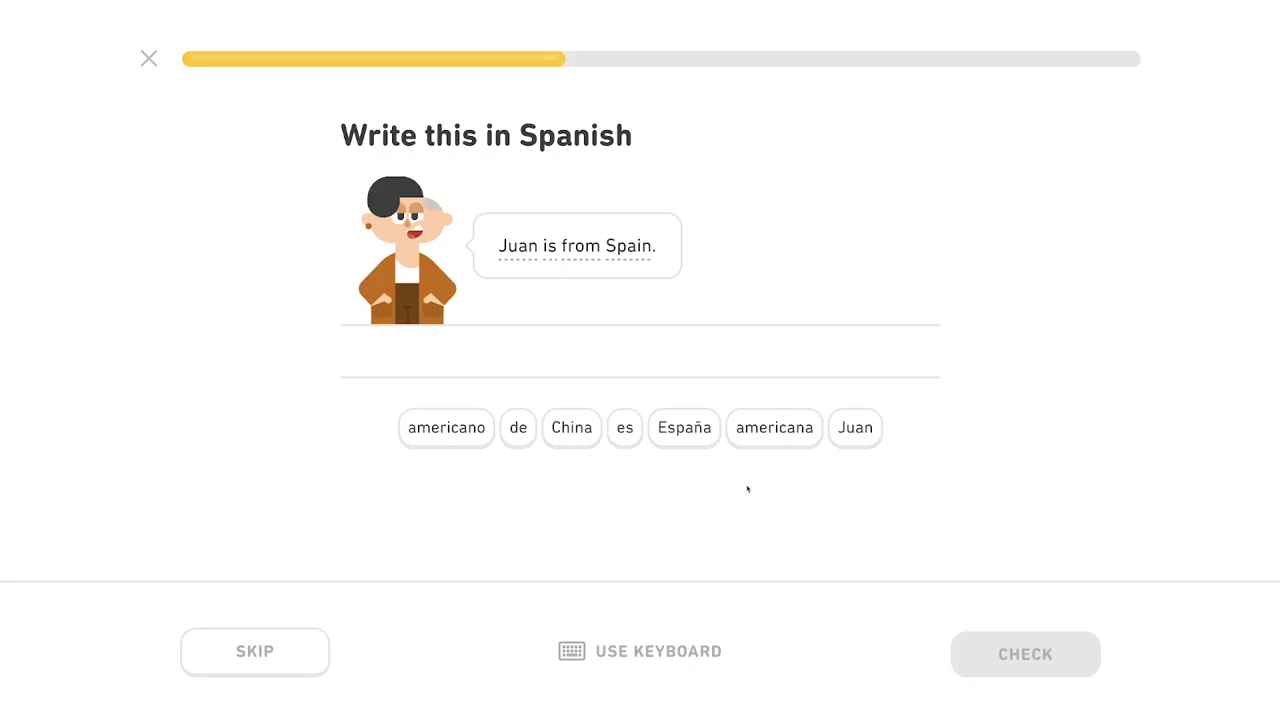 Write this in Spanish
Juan is from Spain.
americano de China es España americana Juan
SKIP USE KEYBOARD CHECK